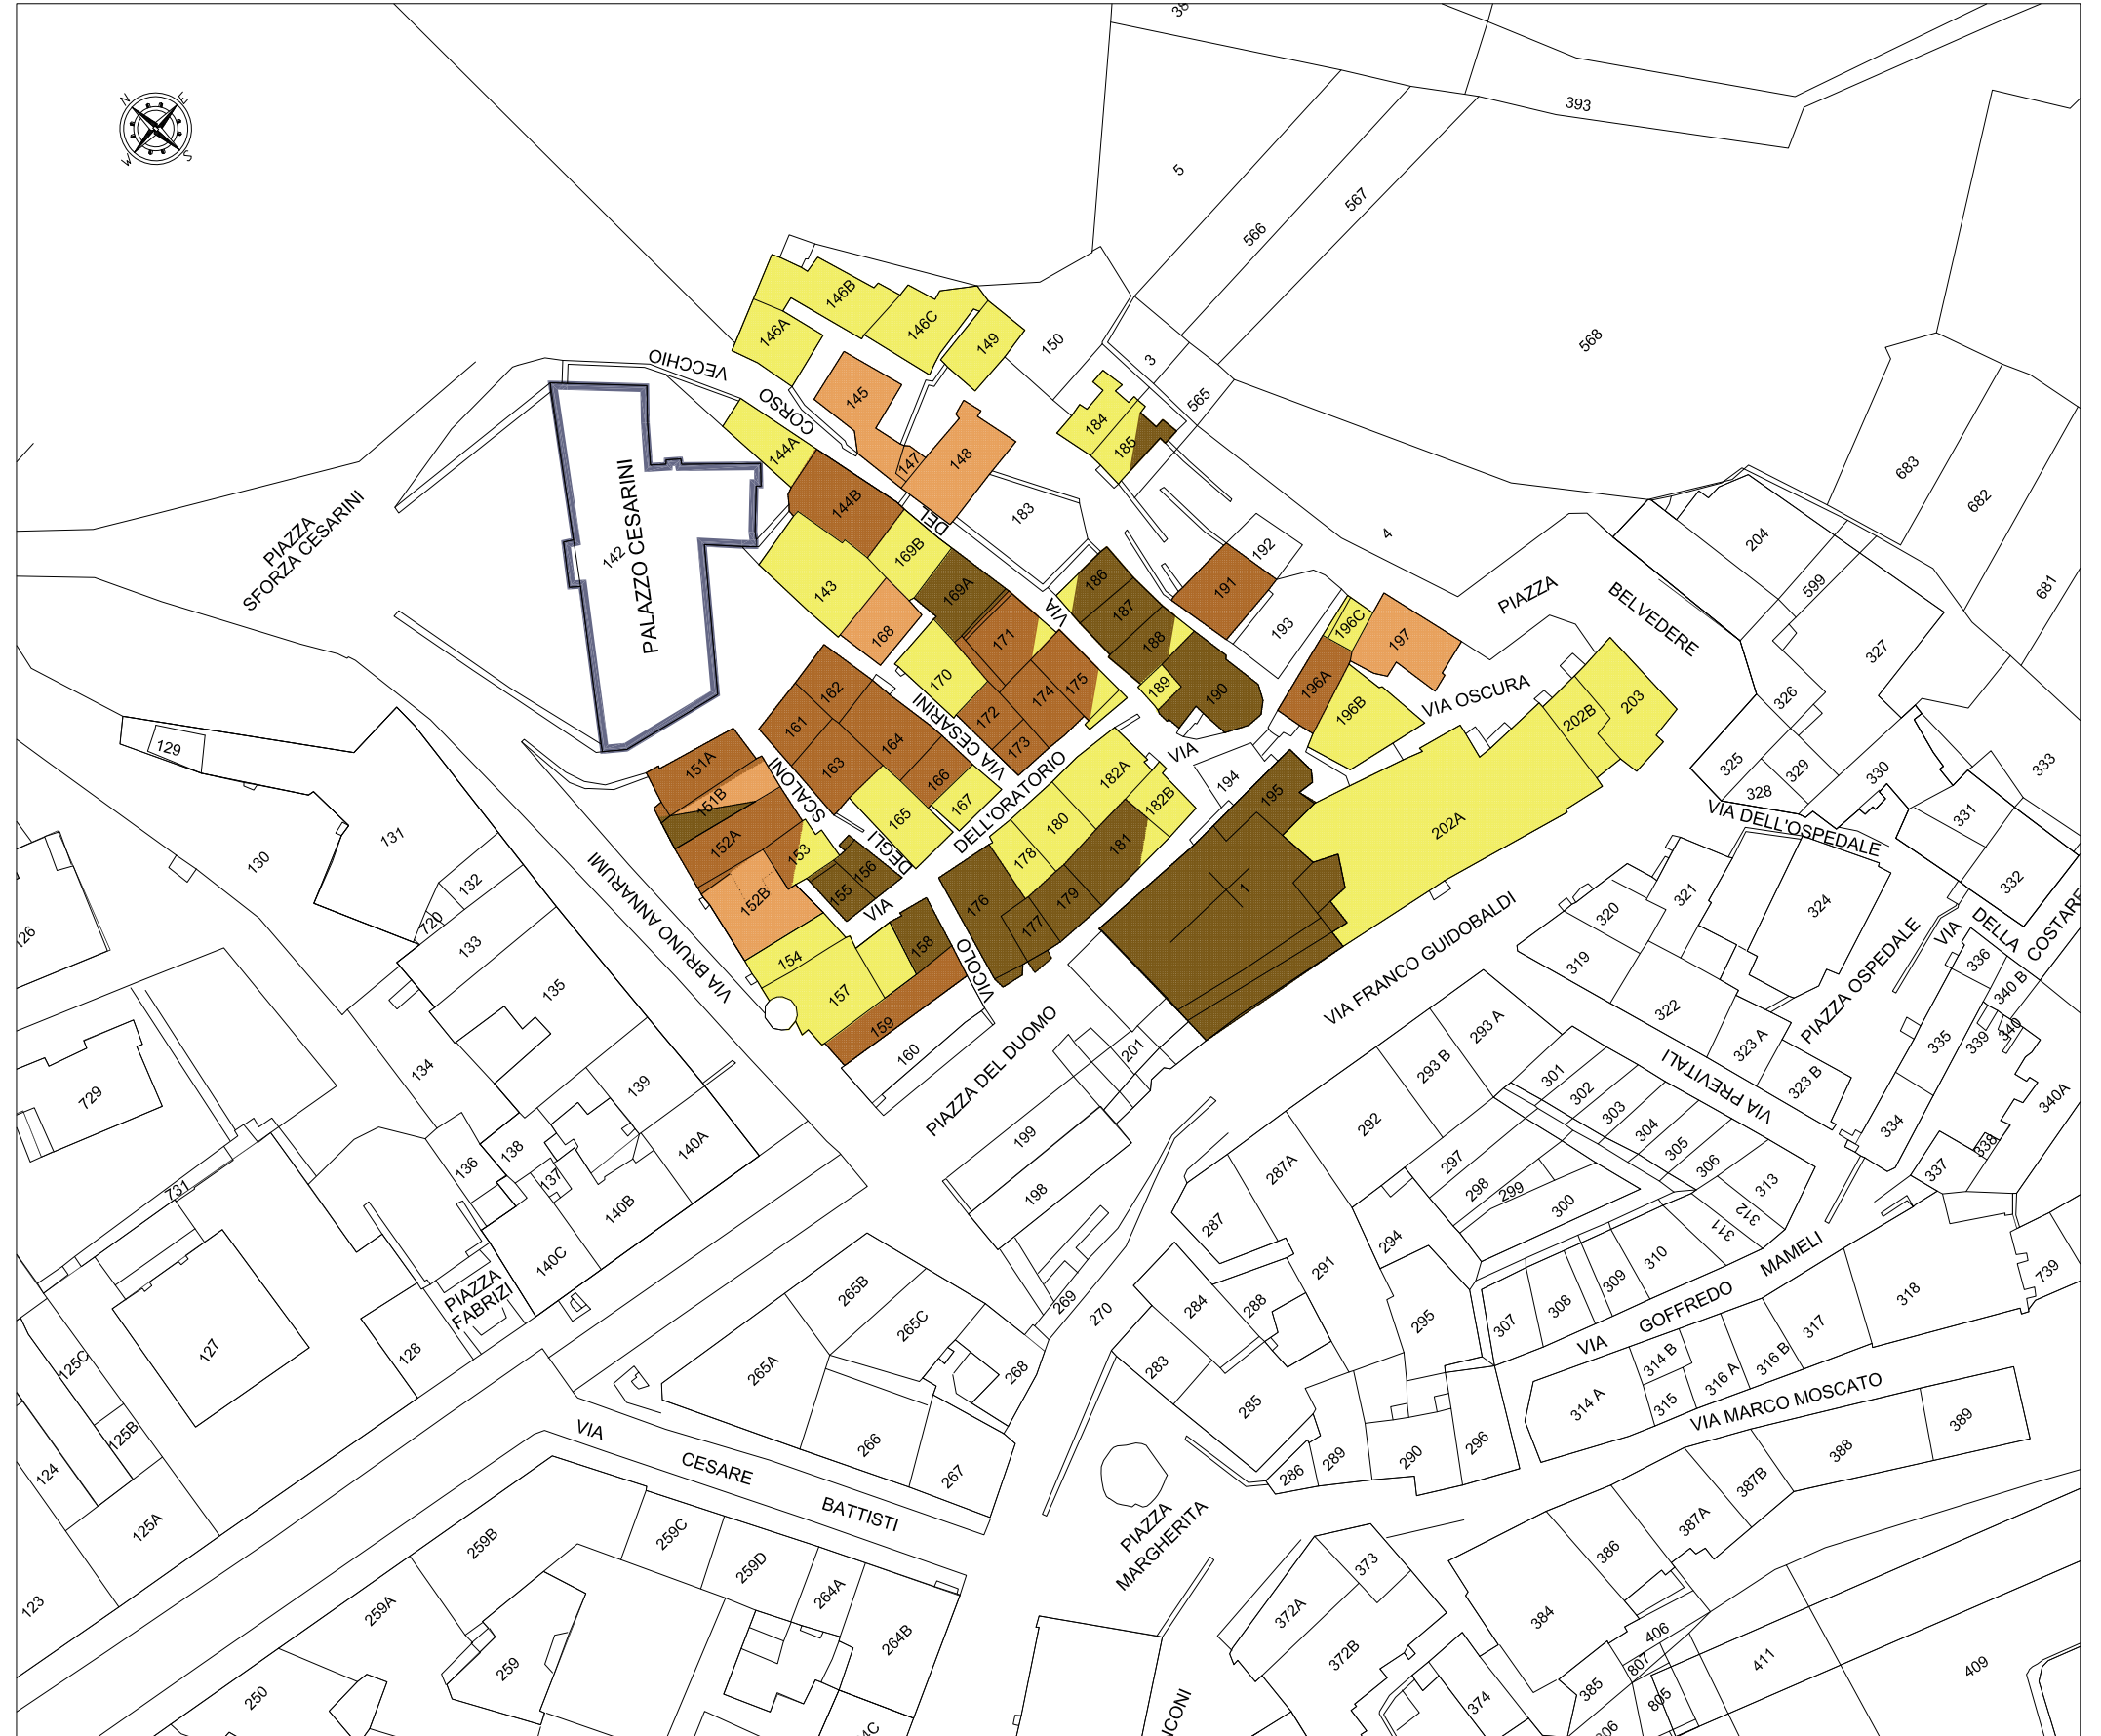 393
5
567
566
568
N
E
W
S
146B
146A
146C
149
150
3
565
VECCHIO
CORSO
145
184
185
144A
147
148
683
682
681
144B
DEL
183
4
204
PIAZZA
SFORZA CESARINI
142
PALAZZO CESARINI
143
169B
169A
192
191
186
187
188
VIA
599
PIAZZA
BELVEDERE
168
171
193
196C
197
327
170
174
175
189
190
196A
196B
VIA OSCURA
326
203
202B
162
161
163
164
166
172
173
VIA CESARINI
VIA
129
131
130
151A
151B
152A
152B
153
154
SCALONI
DEGLI
165
167
DELL'ORATORIO
182A
182B
180
178
181
194
195
202A
325
329
328
330
331
332
333
VIA DELL'OSPEDALE
132
720
133
126
135
134
VIA BRUNO ANNARUMI
155
156
VIA
158
157
159
160
VICOLO
176
177
179
1
VIA FRANCO GUIDOBALDI
321
320
324
319
322
323 A
323 B
PIAZZA OSPEDALE
VIA
DELLA
COSTARE
336
340 B
340
339
335
334
340A
338
337
739
729
731
127
136
138
137
139
140A
140B
140C
PIAZZA
FABRIZI
128
PIAZZA DEL DUOMO
201
199
198
293 A
293 B
292
VIA PREVITALI
301
302
303
304
305
306
313
312
311
297
298
299
300
294
287A
287
291
295
284
288
283
285
286
289
290
296
307
308
309
310
VIA
GOFFREDO
MAMELI
314 A
314 B
315
316 A
316 B
317
318
VIA MARCO MOSCATO
389
388
387B
387A
386
384
385
406
807
805
411
409
269
270
265B
265C
265A
268
266
267
VIA
CESARE
BATTISTI
125C
125B
124
125A
123
259B
259C
259D
259A
259
250
264A
264B
PIAZZA
MARGHERITA
373
372A
372B
374
ICONI